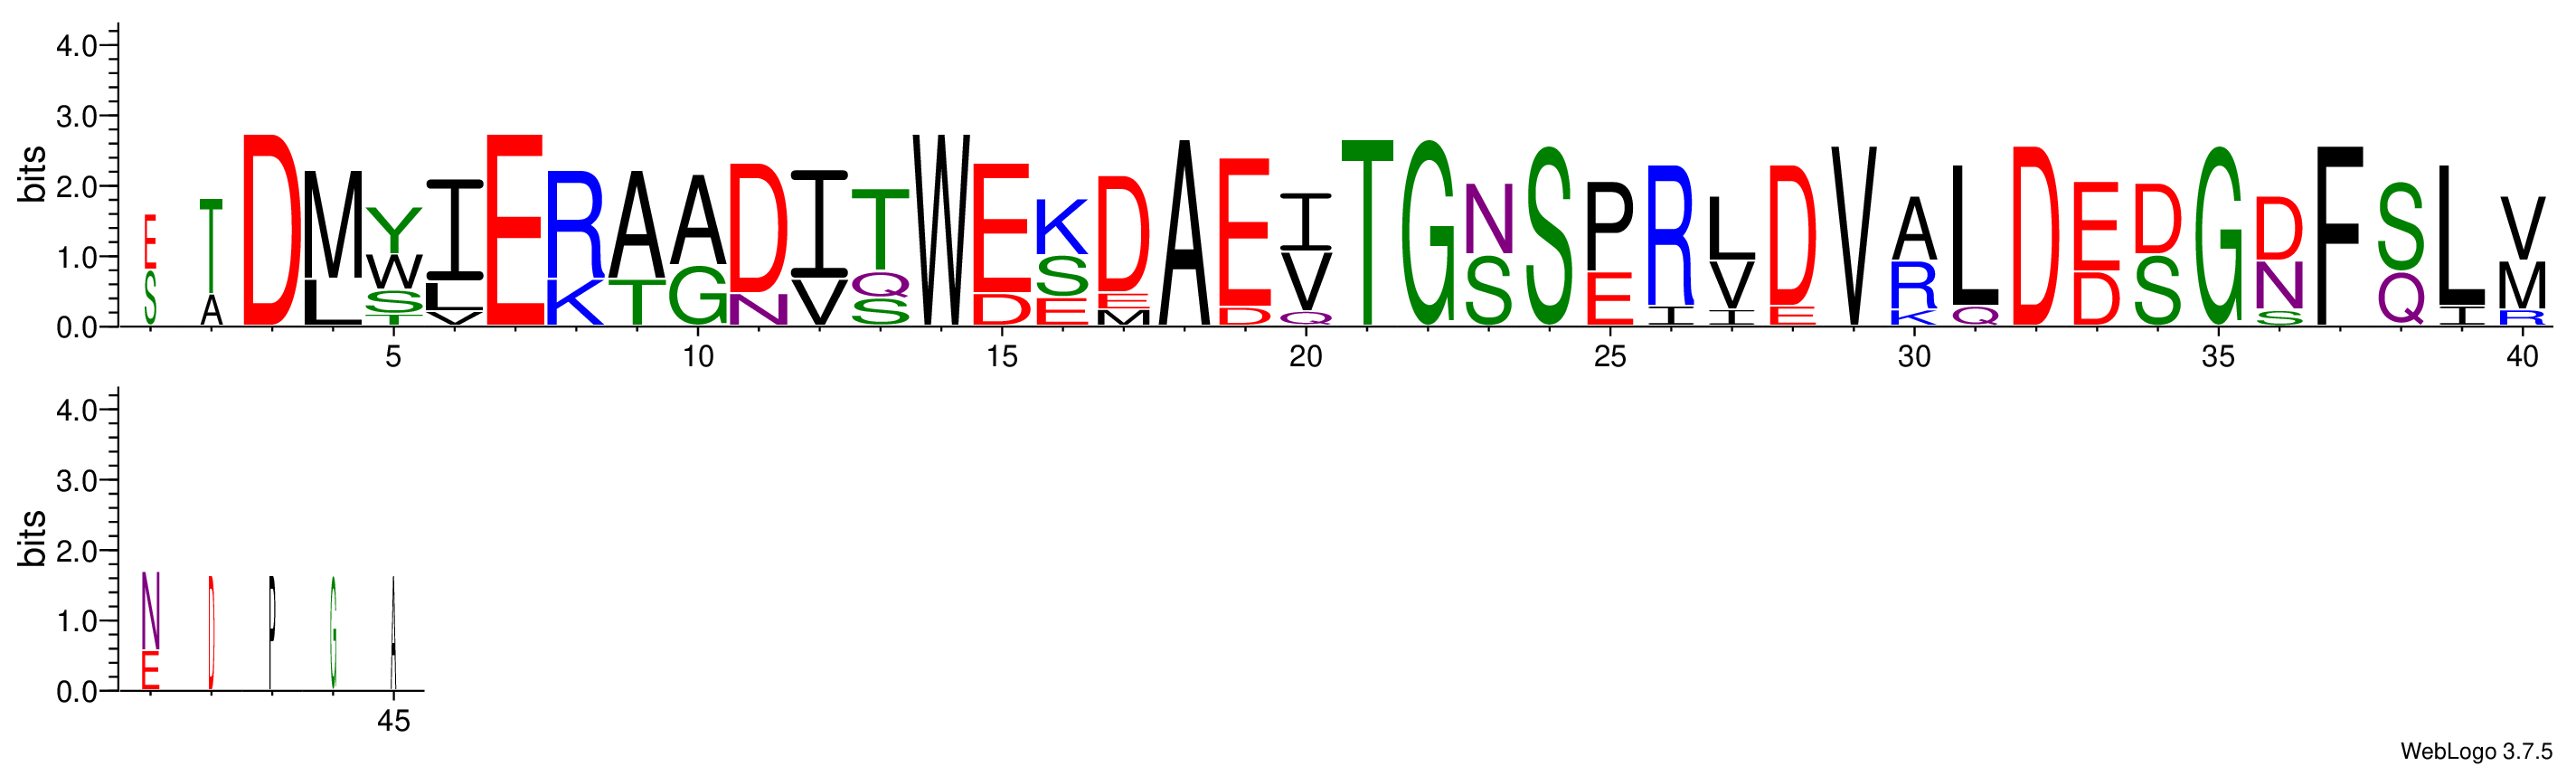 bits
4.0
3.0
2.0
1.0
0.0
E T D M Y I E R A A D I T W E K D A E I T G N S P R L D V A L D E D G D F S L V
S A L W L K T G N V Q D S E D V S E V R Q D S N Q I M
S V S E M Q I I E K S R
T
5 10 15 20 25 30 35 40
bits
4.0
3.0
2.0
1.0
0.0
N D P G A
E
45
WebLogo 3.7.5